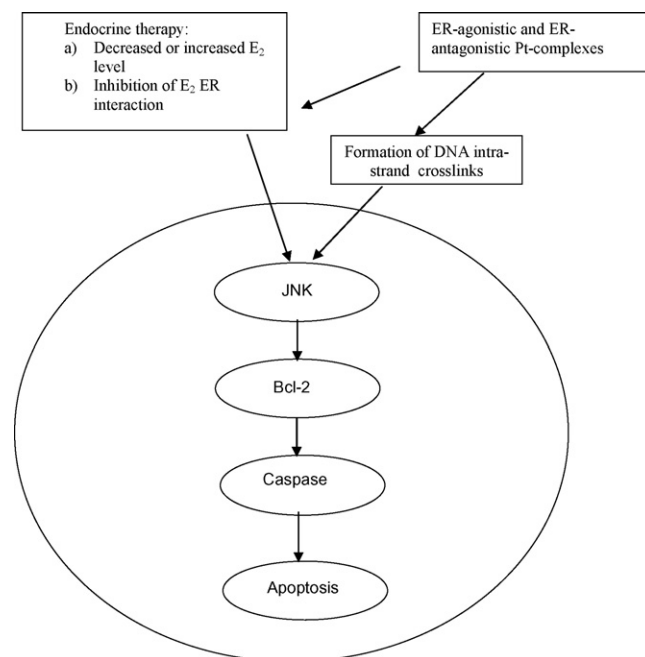 Endocrine therapy:
a) Decreased or increased E₂
level
b) Inhibition of E₂ ER
interaction
ER-agonistic and ER-
antagonistic Pt-complexes
Formation of DNA intra-
strand crosslinks
JNK
Bcl-2
Caspase
Apoptosis